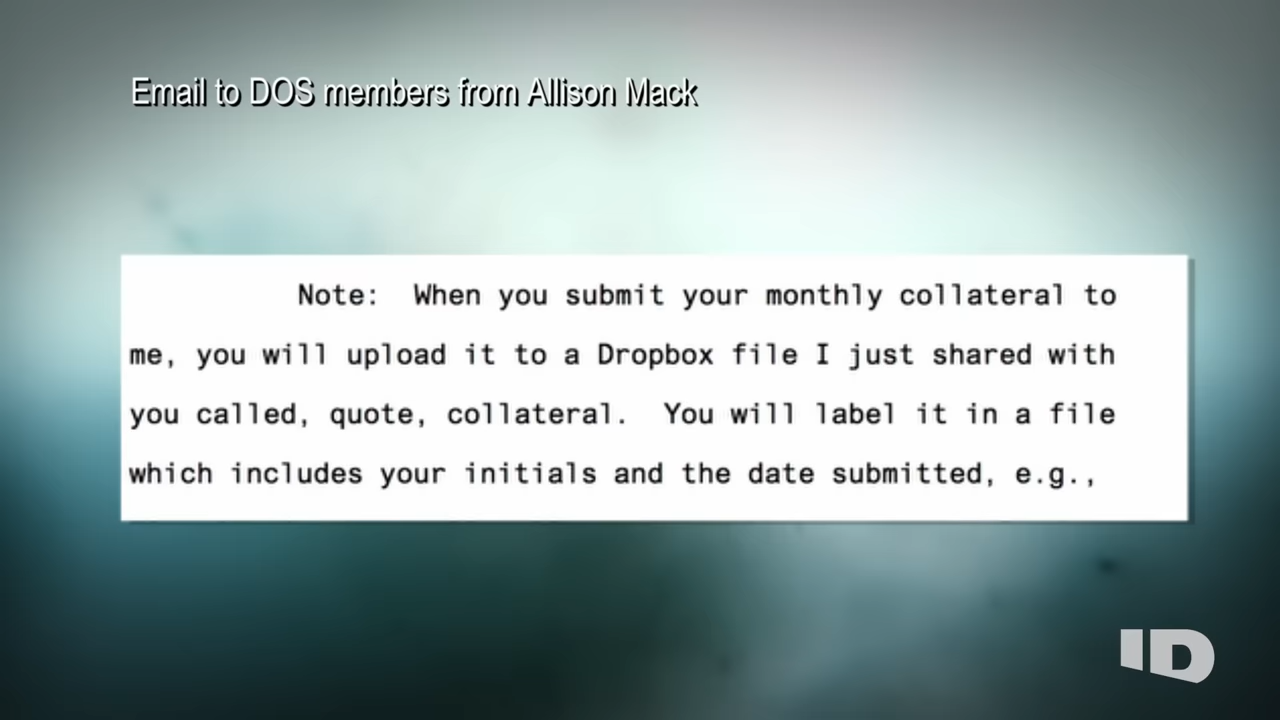 Email to DOS members from Allison Mack
Note: When you submit your monthly collateral to
me, you will upload it to a Dropbox file I just shared with
you called, quote, collateral. You will label it in a file
which includes your initials and the date submitted, e.g.,
ID